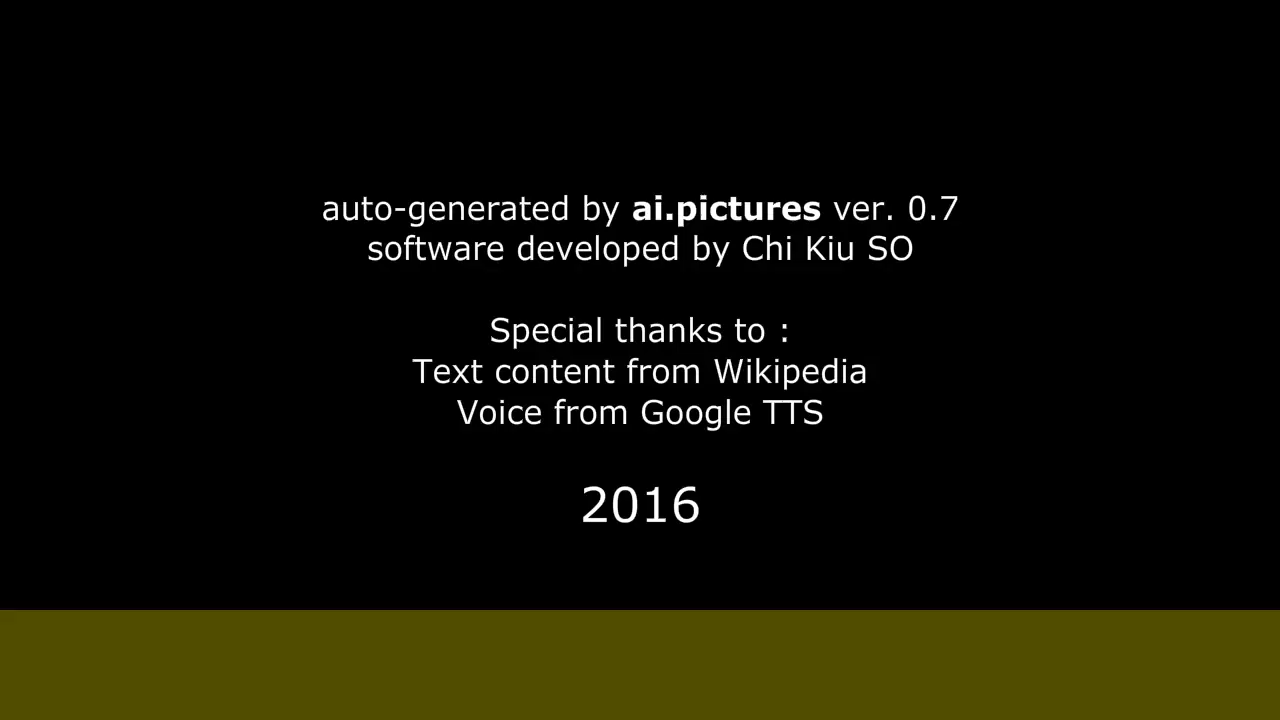 auto-generated by ai.pictures ver. 0.7
software developed by Chi Kiu SO
Special thanks to :
Text content from Wikipedia
Voice from Google TTS
2016